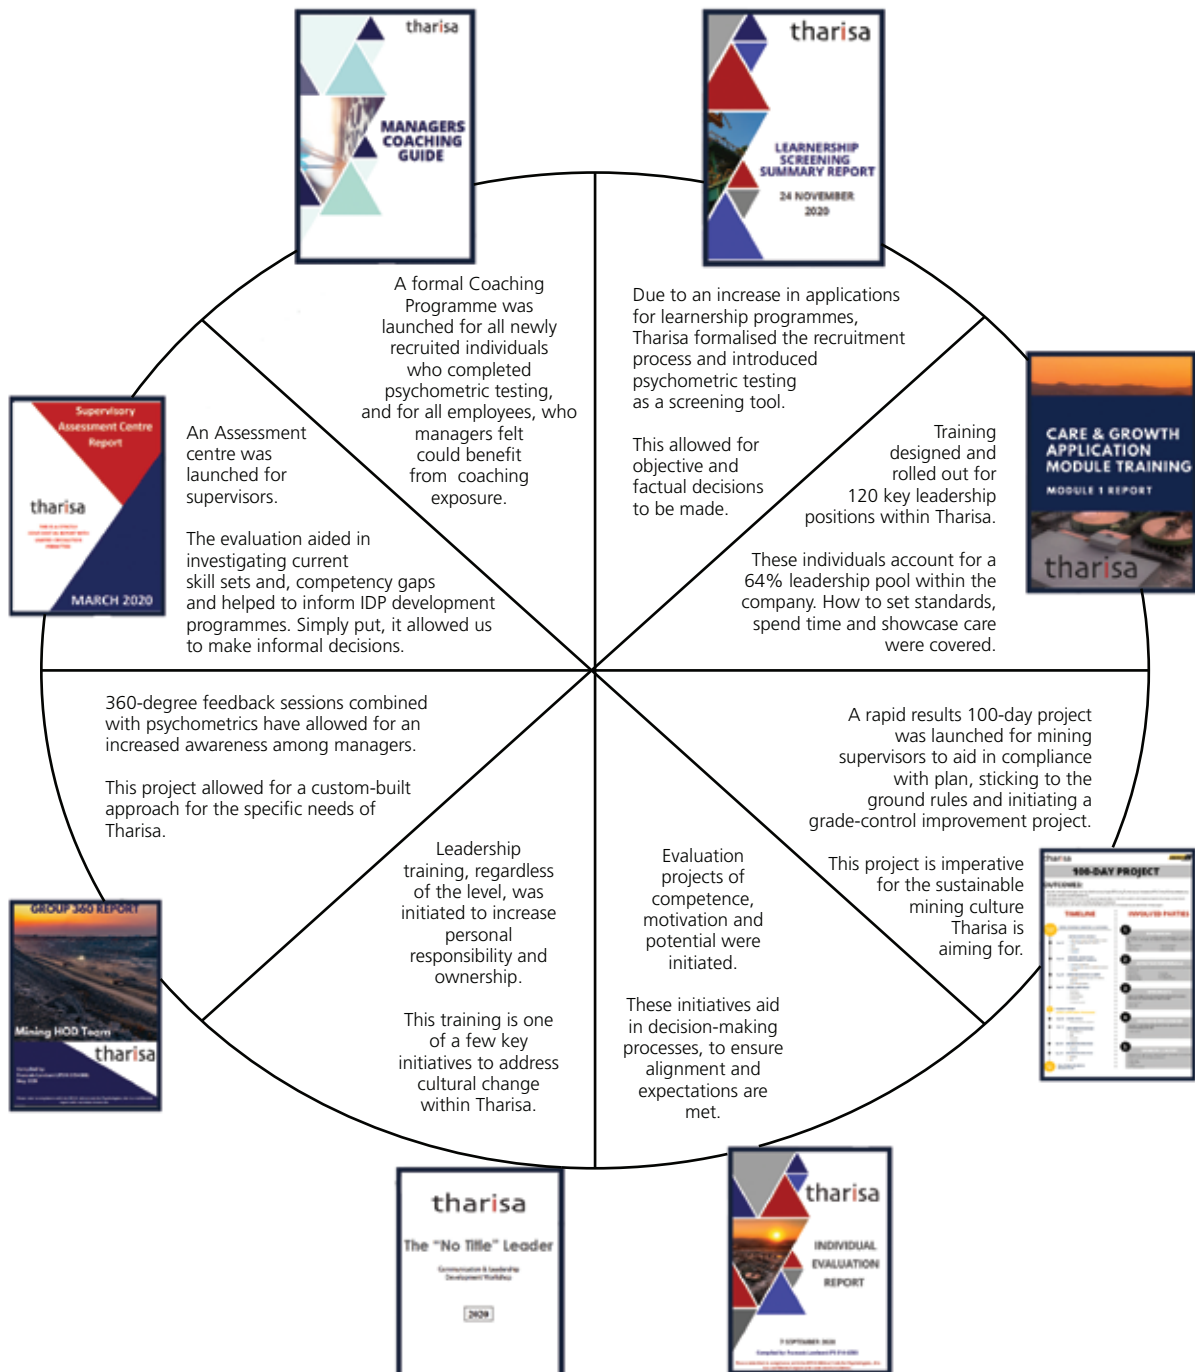 tharisa
MANAGERS
COACHING
GUIDE
tharisa
LEARNERSHIP
SCREENING
SUMMARY REPORT
24 NOVEMBER
2020
A formal Coaching
Programme was
launched for all newly
recruited individuals
who completed
psychometric testing,
and for all employees, who
managers felt
could benefit
from coaching
exposure.
Due to an increase in applications
for learnership programmes,
Tharisa formalised the recruitment
process and introduced
psychometric testing
as a screening tool.
This allowed for
objective and
factual decisions
to be made.
Supervisory
Assessment Centre
Report
tharisa
MARCH 2020
An Assessment
centre was
launched for
supervisors.
The evaluation aided in
investigating current
skill sets and, competency gaps
and helped to inform IDP development
programmes. Simply put, it allowed us
to make informal decisions.
Training
designed and
rolled out for
120 key leadership
positions within Tharisa.
These individuals account for a
64% leadership pool within the
company. How to set standards,
spend time and showcase care
were covered.
CARE & GROWTH
APPLICATION
MODULE TRAINING
MODULE 1 REPORT
tharisa
360-degree feedback sessions combined
with psychometrics have allowed for an
increased awareness among managers.
This project allowed for a custom-built
approach for the specific needs of
Tharisa.
A rapid results 100-day project
was launched for mining
supervisors to aid in compliance
with plan, sticking to the
ground rules and initiating a
grade-control improvement project.
This project is imperative
for the sustainable
mining culture
Tharisa is
aiming for.
GROUP 360 REPORT
Mining HOD Team
tharisa
Leadership
training, regardless
of the level, was
initiated to increase
personal
responsibility and
ownership.
This training is one
of a few key
initiatives to address
cultural change
within Tharisa.
Evaluation
projects of
competence,
motivation and
potential were
initiated.
These initiatives aid
in decision-making
processes, to ensure
alignment and
expectations are
met.
tharisa
100-DAY PROJECT
OUTCOMES:
TIMELINE
INVOLVED PARTIES
tharisa
The "No Title" Leader
Communication & Leadership
Development Workshop
2020
tharisa
INDIVIDUAL
EVALUATION
REPORT
7 SEPTEMBER 2020